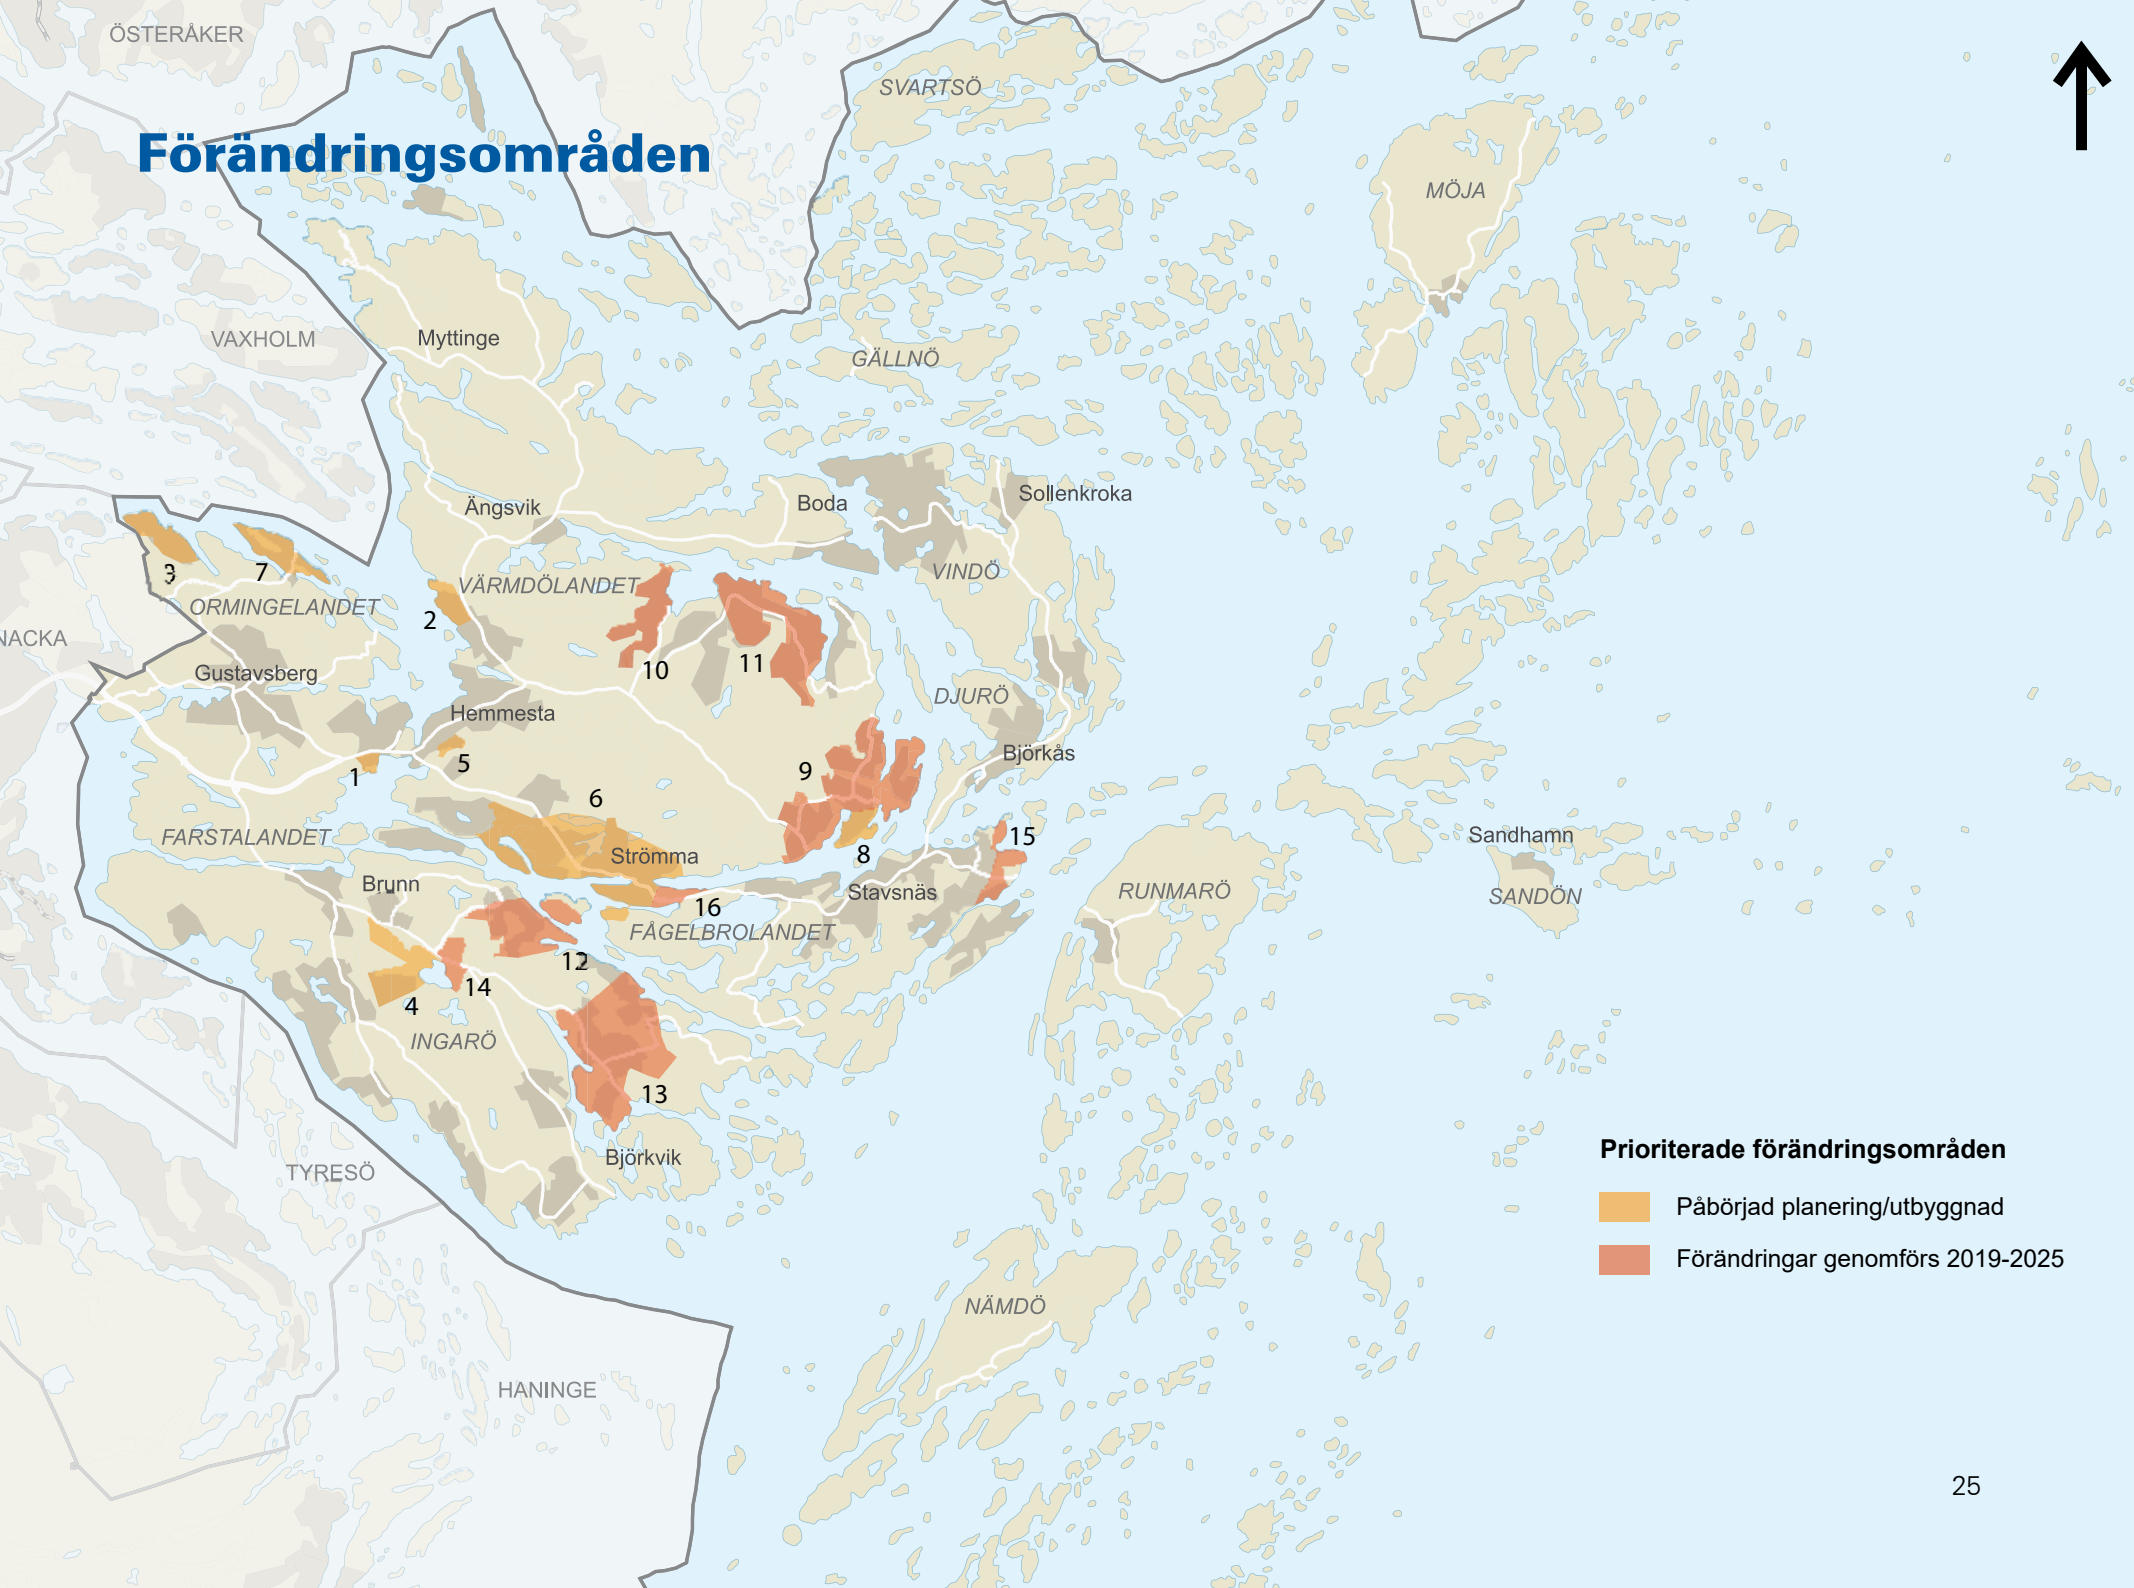 ÖSTERÅKER
SVARTSÖ
Förändringsområden
MÖJA
VAXHOLM
Myttinge
GÄLLNÖ
Ängsvik
Boda
Sollenkroka
3
7
VÄRMDÖLANDET
VINDÖ
ORMINGELANDET
2
NACKA
Gustavsberg
10
11
DJURÖ
Hemmesta
Björkås
1
5
9
6
FARSTALANDET
Strömma
8
15
Sandhamn
Brunn
Stavsnäs
RUNMARÖ
SANDÖN
16
FÅGELBROLANDET
12
14
4
INGARÖ
13
Björkvik
TYRESÖ
Prioriterade förändringsområden
Påbörjad planering/utbyggnad
Förändringar genomförs 2019-2025
NÄMDÖ
HANINGE
25